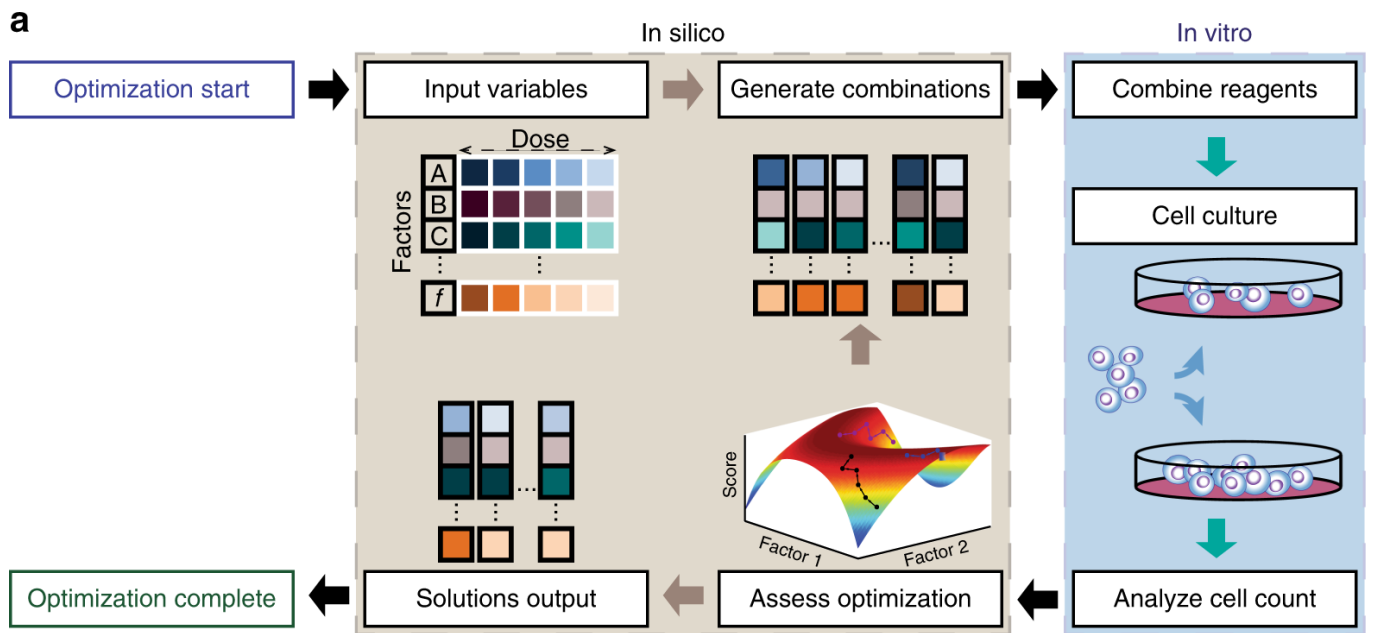 a
In silico
In vitro
Optimization start
Input variables
Generate combinations
Combine reagents
Dose
Factors
A
B
C
f
...
Cell culture
Score
Factor 1
Factor 2
...
Optimization complete
Solutions output
Assess optimization
Analyze cell count